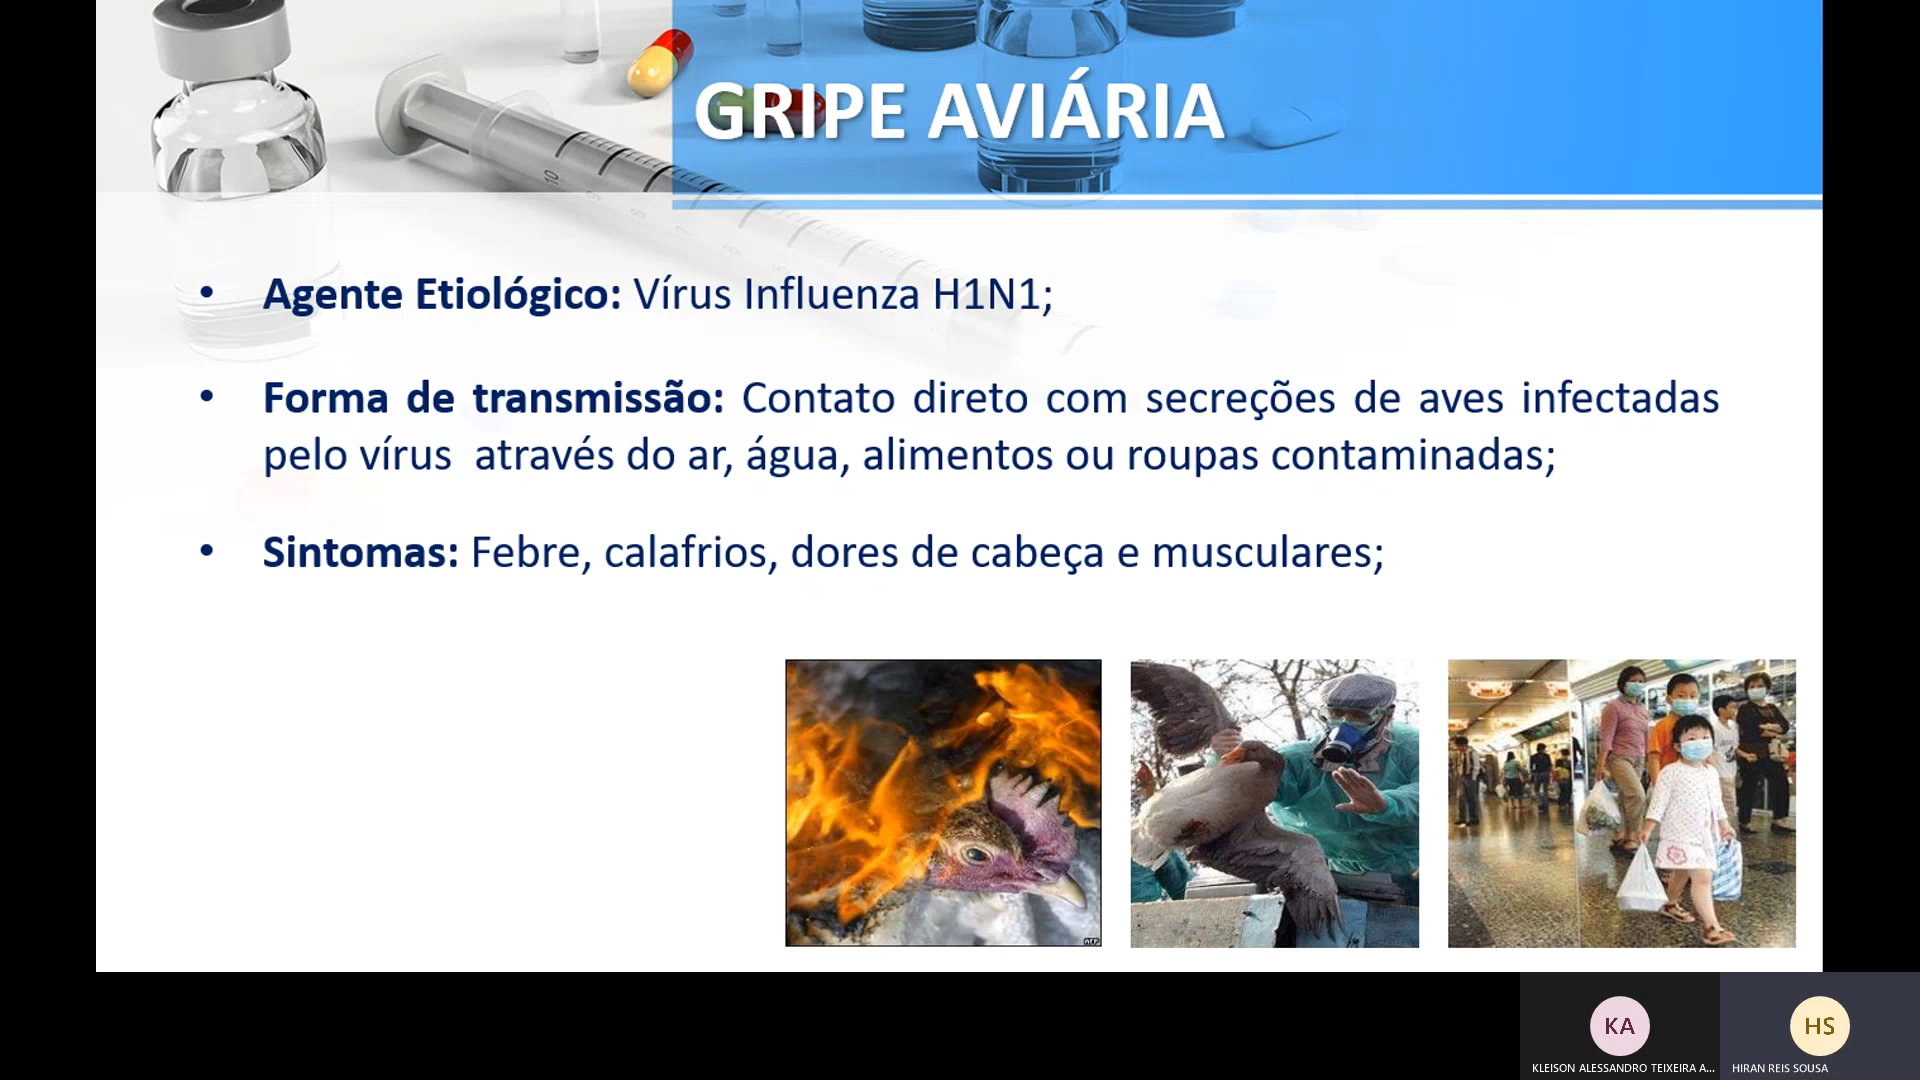 GRIPE AVIÁRIA
• Agente Etiológico: Vírus Influenza H1N1;
• Forma de transmissão: Contato direto com secreções de aves infectadas
pelo vírus através do ar, água, alimentos ou roupas contaminadas;
• Sintomas: Febre, calafrios, dores de cabeça e musculares;
KA
HS
KLEISON ALESSANDRO TEIXEIRA A...
HIRAN REIS SOUSA